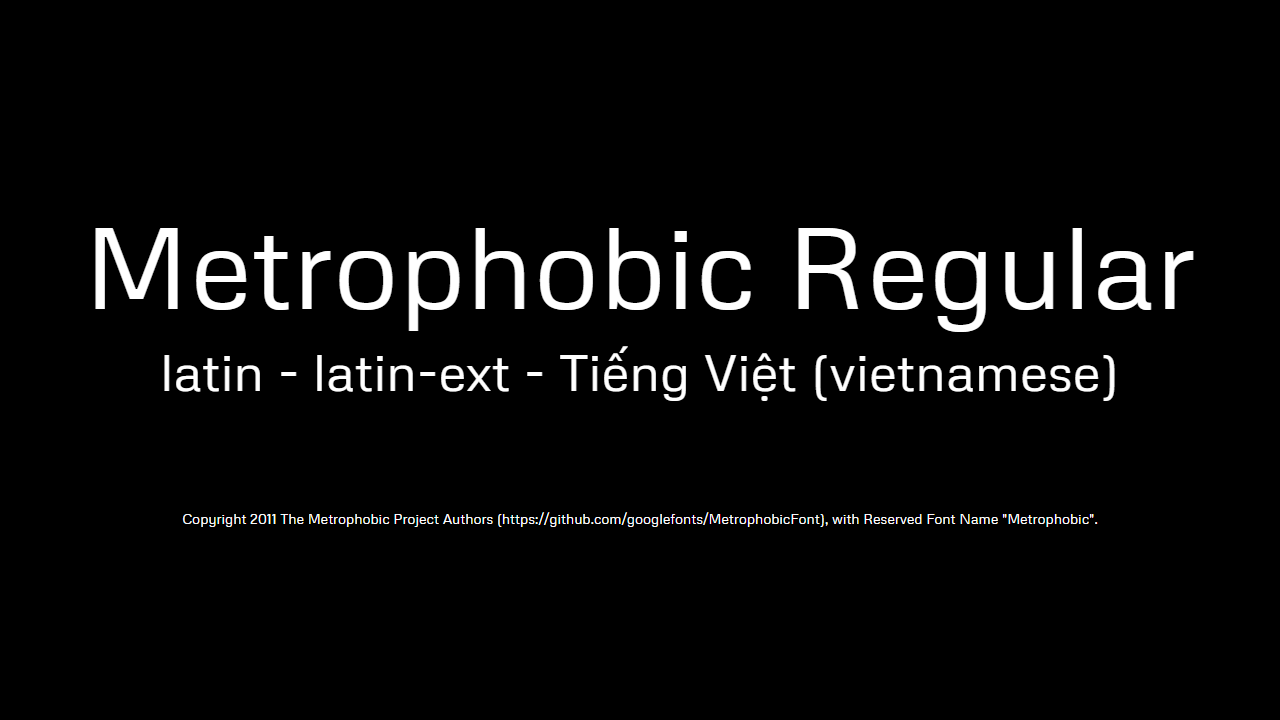 Metrophobic Regular
latin - latin-ext - Tiếng Việt (vietnamese)
Copyright 2011 The Metrophobic Project Authors (https://github.com/googlefonts/MetrophobicFont), with Reserved Font Name "Metrophobic".